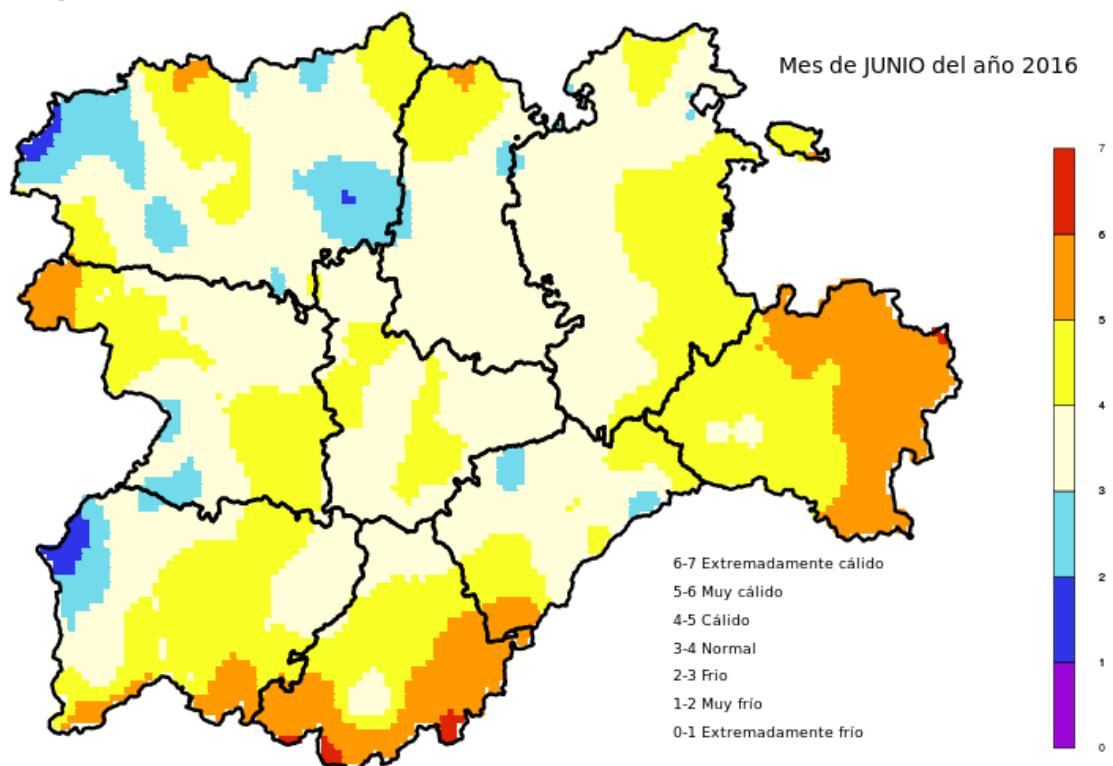 Mes de JUNIO del año 2016
7
6
5
4
3
2
1
0
6-7 Extremadamente cálido
5-6 Muy cálido
4-5 Cálido
3-4 Normal
2-3 Frio
1-2 Muy frío
0-1 Extremadamente frío